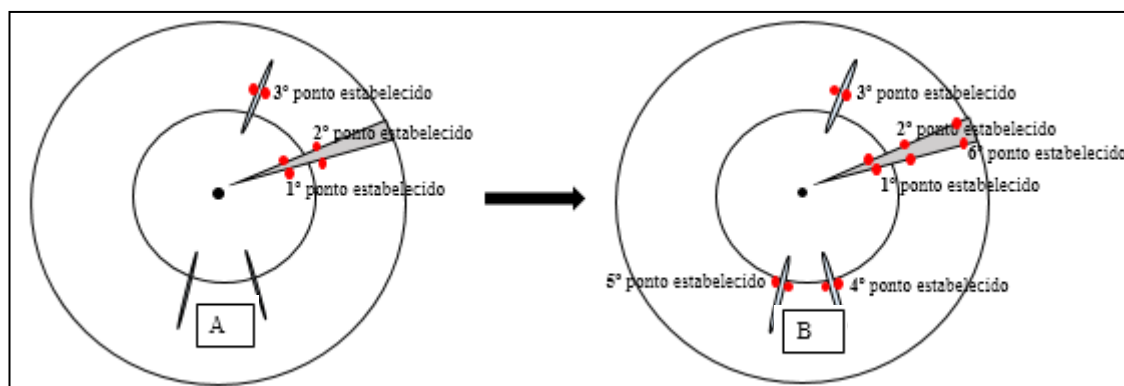 3º ponto estabelecido
2º ponto estabelecido
1º ponto estabelecido
A
3º ponto estabelecido
2º ponto estabelecido
6º ponto estabelecido
1º ponto estabelecido
5º ponto estabelecido
4º ponto estabelecido
B